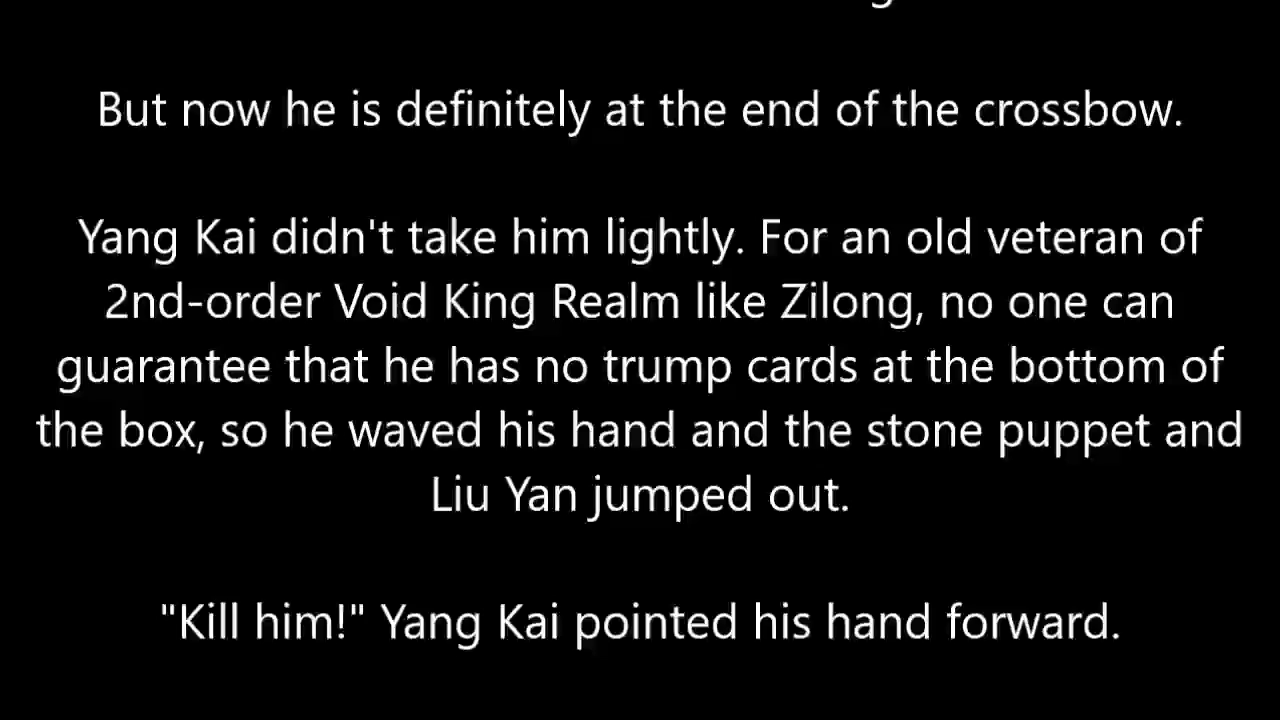 But now he is definitely at the end of the crossbow.
Yang Kai didn't take him lightly. For an old veteran of
2nd-order Void King Realm like Zilong, no one can
guarantee that he has no trump cards at the bottom of
the box, so he waved his hand and the stone puppet and
Liu Yan jumped out.
"Kill him!" Yang Kai pointed his hand forward.